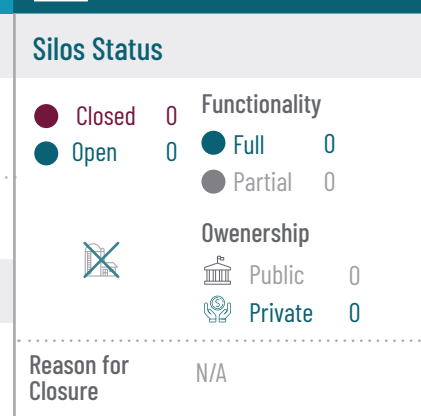 Silos Status
Closed 0
Open 0
Functionality
Full 0
Partial 0
Owenership
Public 0
Private 0
Reason for
Closure
N/A